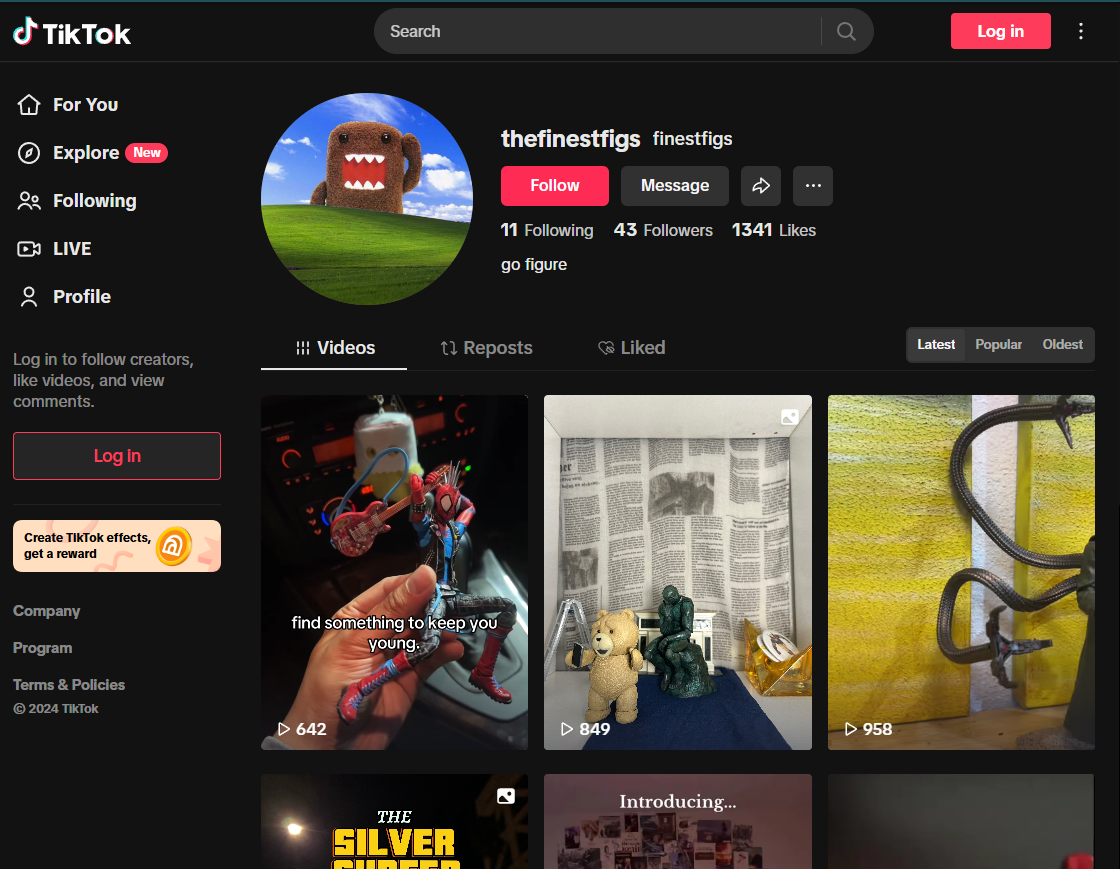 TikTok
Search
Log in
For You
Explore New
Following
LIVE
Profile
Log in to follow creators,
like videos, and view
comments.
Log in
Create TikTok effects,
get a reward
Company
Program
Terms & Policies
© 2024 TikTok
thefinestfigs finestfigs
Follow Message
11 Following 43 Followers 1341 Likes
go figure
Videos Reposts Liked
Latest Popular Oldest
find something to keep you
young.
642
849
958
THE
SILVER
SURFER
Introducing...